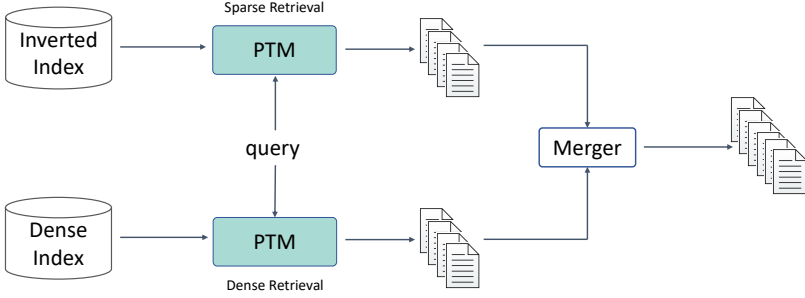 Sparse Retrieval
Inverted
Index
PTM
query
Merger
Dense
Index
PTM
Dense Retrieval